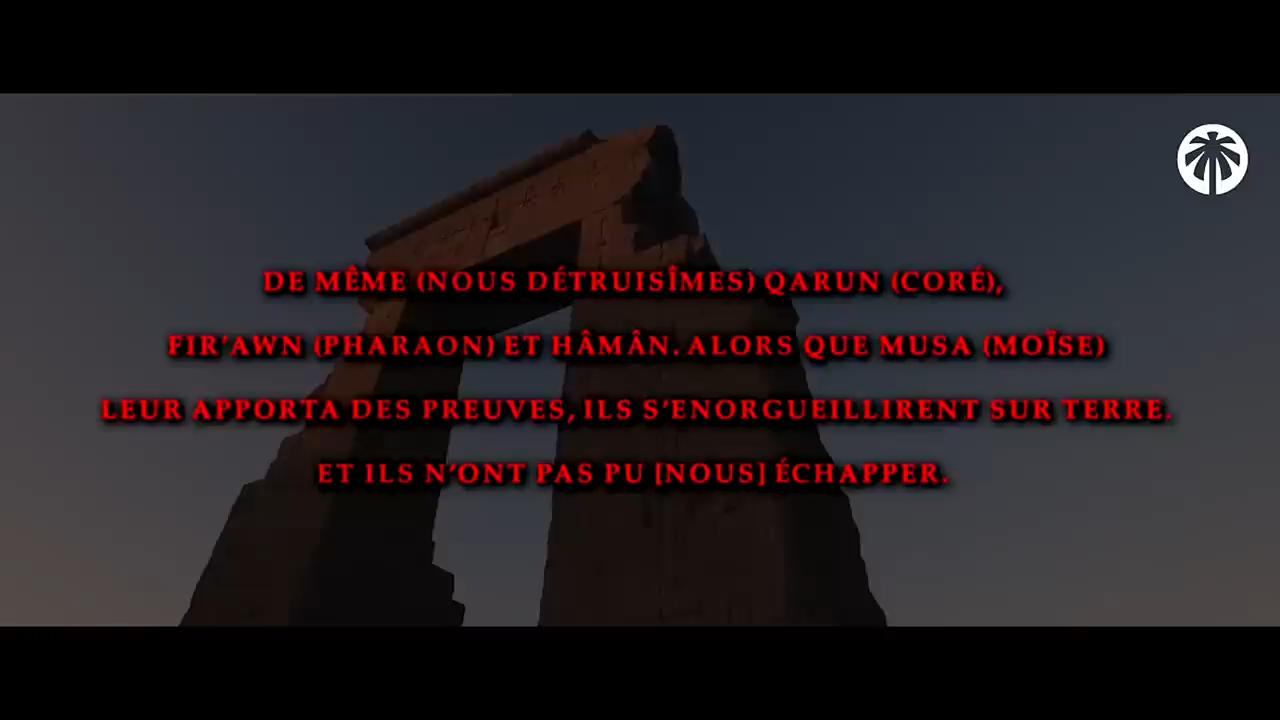 DE MÊME (NOUS DÉTRUISÎMES) QARUN (CORÉ),
FIR'AWN (PHARAON) ET HÂMÂN. ALORS QUE MUSA (MOÏSE)
LEUR APPORTA DES PREUVES, ILS S'ENORGUEILLIRENT SUR TERRE.
ET ILS N'ONT PAS PU [NOUS] ÉCHAPPER.